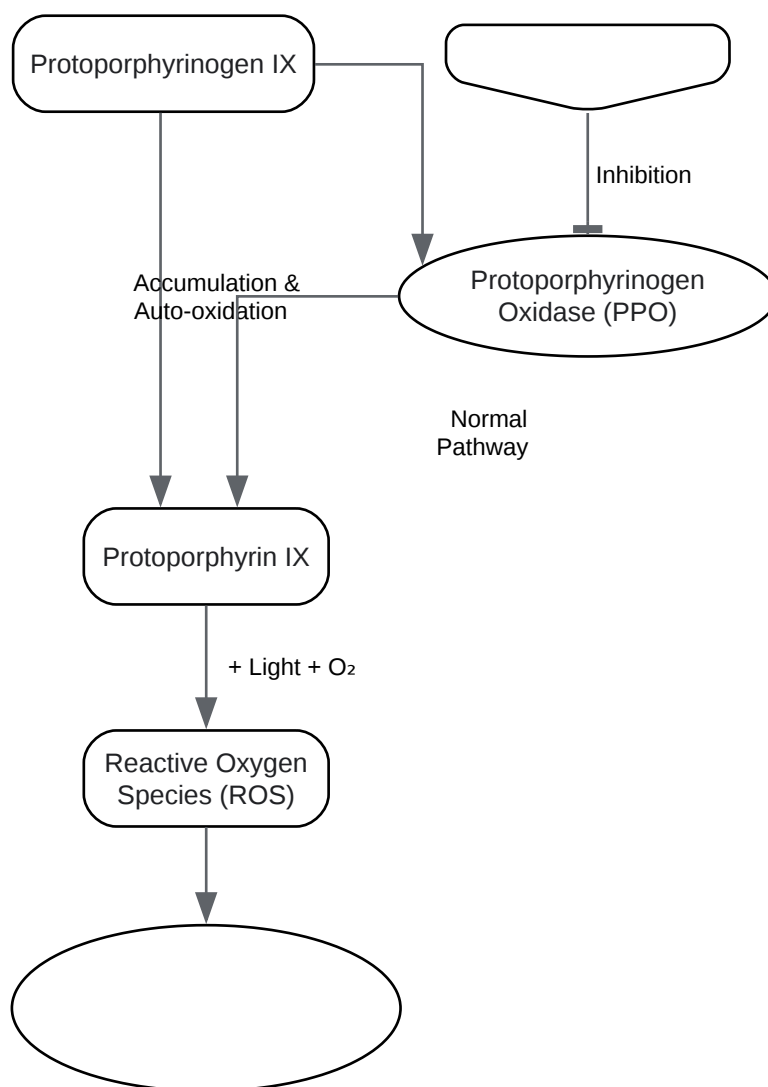 Protoporphyrinogen IX
Inhibition
Accumulation &
Auto-oxidation
Protoporphyrinogen
Oxidase (PPO)
Normal
Pathway
Protoporphyrin IX
+ Light + O₂
Reactive Oxygen
Species (ROS)